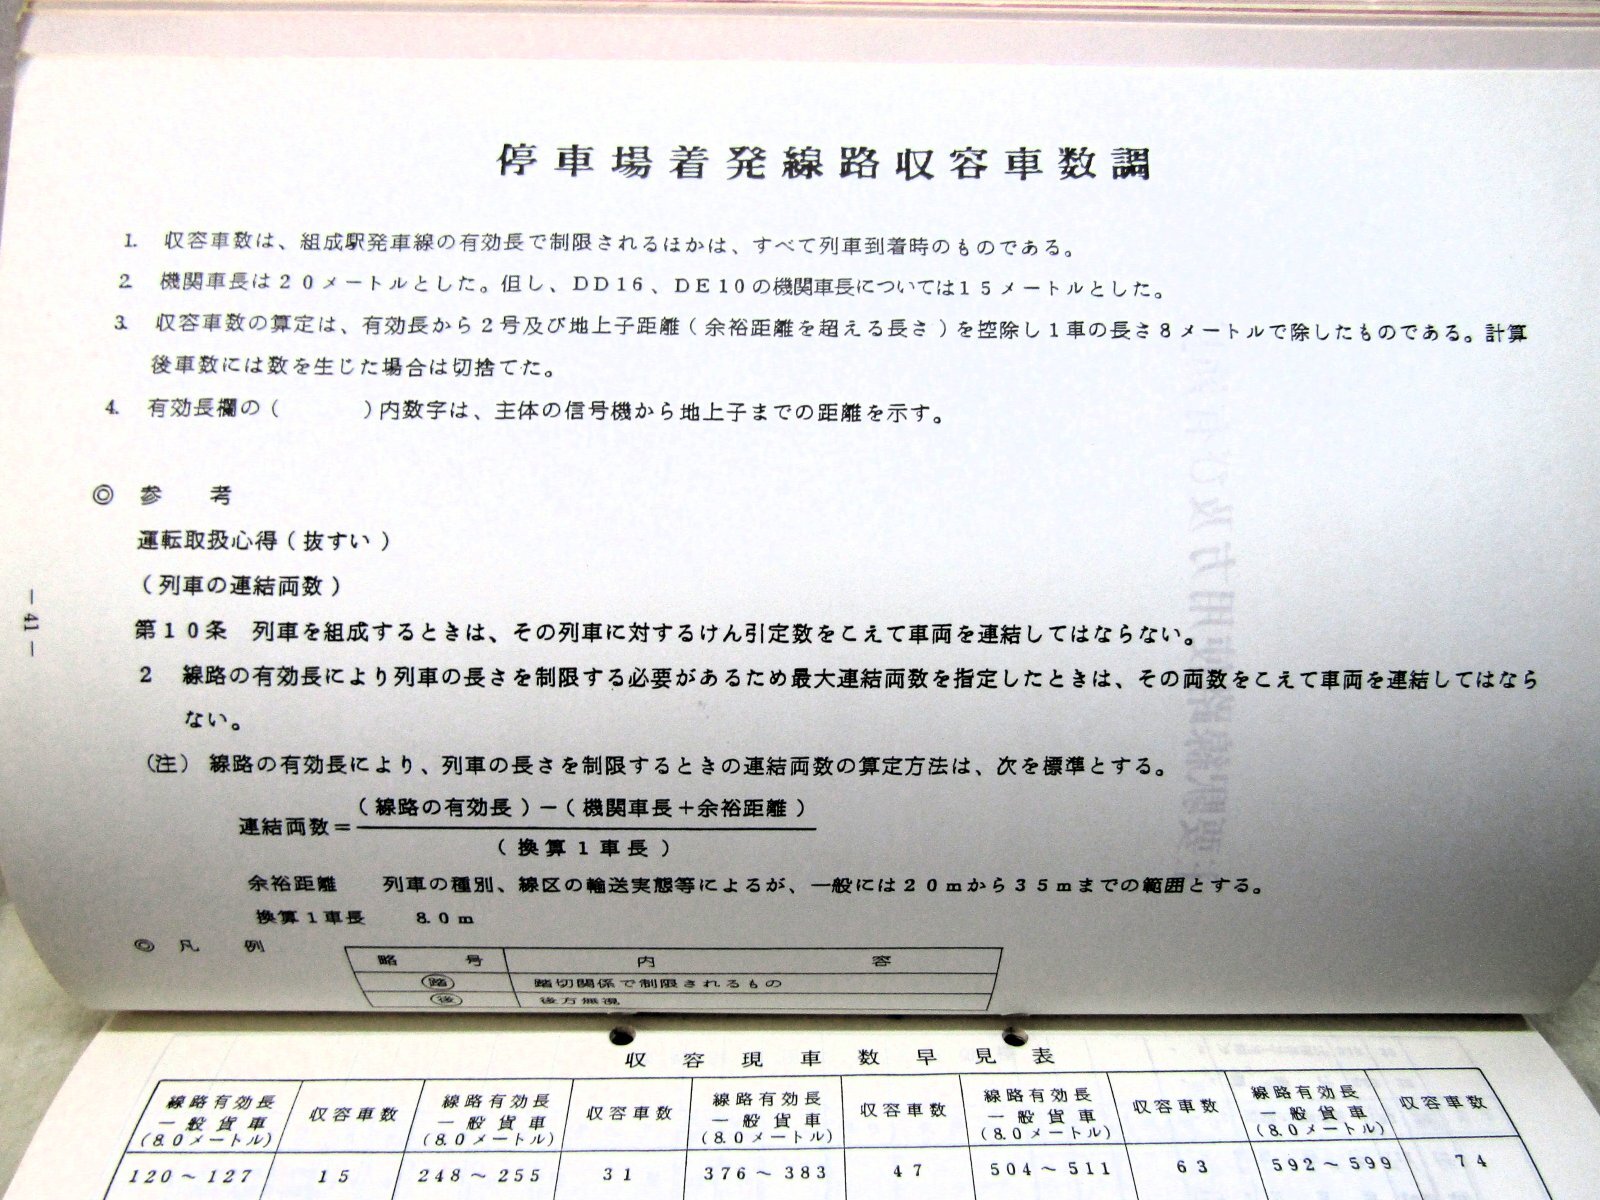 停車場着発線路収容車数調
1. 収容車数は、組成駅発車線の有効長で制限されるほかは、すべて列車到着時のものである。
2. 機関車長は20メートルとした。但し、DD16、DE10の機関車長については15メートルとした。
3. 収容車数の算定は、有効長から2号及び地上子距離(余裕距離を超える長さ)を控除し1車の長さ8メートルで除したものである。計算
後車数には数を生じた場合は切捨てた。
4. 有効長欄の(　　　)内数字は、主体の信号機から地上子までの距離を示す。
◎ 参　考
運転取扱心得(抜すい)
(列車の連結両数)
第10条 列車を組成するときは、その列車に対するけん引定数をこえて車両を連結してはならない。
2 線路の有効長により列車の長さを制限する必要があるため最大連結両数を指定したときは、その両数をこえて車両を連結してはなら
ない。
(注) 線路の有効長により、列車の長さを制限するときの連結両数の算定方法は、次を標準とする。
(線路の有効長)−(機関車長+余裕距離)
連結両数=
(換算1車長)
余裕距離　列車の種別、線区の輸送実態等によるが、一般には20mから35mまでの範囲とする。
換算1車長　8.0m
◎ 凡　例
略　号　内　容
踏　踏切関係で制限されるもの
後　後方無視
− 41 −
収容現車数早見表
線路有効長 一般貨車 (8.0メートル) 収容車数 線路有効長 一般貨車 (8.0メートル) 収容車数 線路有効長 一般貨車 (8.0メートル) 収容車数 線路有効長 一般貨車 (8.0メートル) 収容車数 線路有効長 一般貨車 (8.0メートル) 収容車数
120〜127 15 248〜255 31 376〜383 47 504〜511 63 592〜599 74